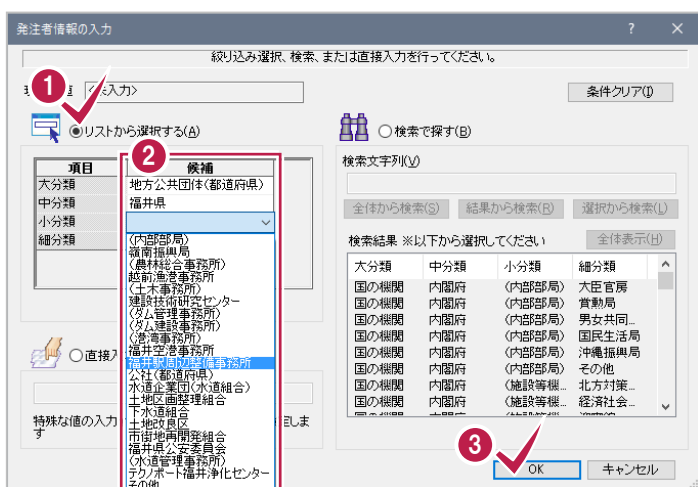 発注者情報の入力
絞り込み選択、検索、または直接入力を行ってください。
1
入力>
条件クリア(I)
リストから選択する(A)
検索で探す(B)
2
項目 候補
大分類 地方公共団体(都道府県)
中分類 福井県
小分類
細分類
(内部部局)
嶺南振興局
(農林総合事務所)
越前漁港事務所
(土木事務所)
建設技術研究センター
(ダム管理事務所)
(ダム建設事務所)
(港湾事務所)
福井空港事務所
福井駅周辺整備事務所
公社(都道府県)
水道企業団(水道組合)
土地区画整理組合
下水道組合
土地改良区
市街地再開発組合
福井県公安委員会
(水道管理事務所)
テクノポート福井浄化センター
その他
直接入
特殊な値の入力
定しま
す
検索文字列(V)
全体から検索(S) 結果から検索(R) 選択から検索(L)
検索結果 ※以下から選択してください 全体表示(H)
大分類 中分類 小分類 細分類
国の機関 内閣府 (内部部局) 大臣官房
国の機関 内閣府 (内部部局) 賞勲局
国の機関 内閣府 (内部部局) 男女共同...
国の機関 内閣府 (内部部局) 国民生活局
国の機関 内閣府 (内部部局) 沖縄振興局
国の機関 内閣府 (内部部局) その他
国の機関 内閣府 (施設等機... 北方対策...
国の機関 内閣府 (施設等機... 経済社会...
3
OK キャンセル